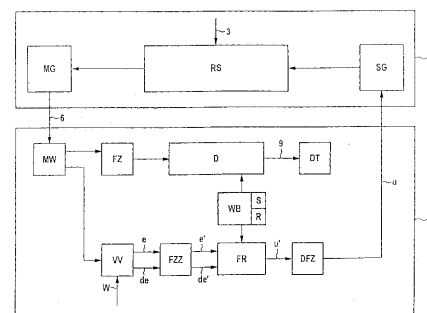 3
MG
RS
SG
6
MW
FZ
D
9
DT
u
WB
S
R
VV
e
de
FZZ
e'
de'
FR
u'
DFZ
W